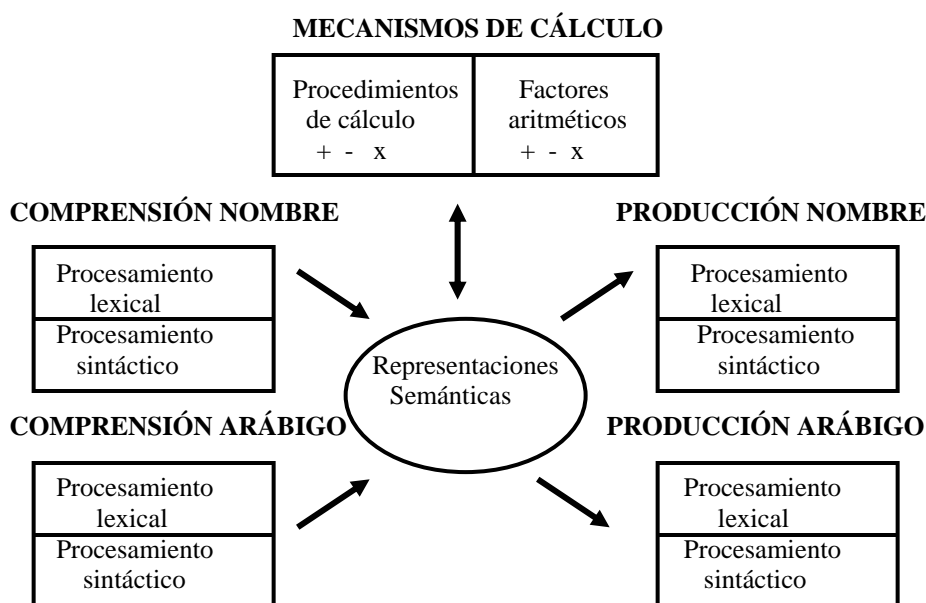 MECANISMOS DE CÁLCULO
Procedimientos
de cálculo
+ - x
Factores
aritméticos
+ - x
COMPRENSIÓN NOMBRE
Procesamiento
lexical
Procesamiento
sintáctico
PRODUCCIÓN NOMBRE
Procesamiento
lexical
Procesamiento
sintáctico
Representaciones
Semánticas
COMPRENSIÓN ARÁBIGO
Procesamiento
lexical
Procesamiento
sintáctico
PRODUCCIÓN ARÁBIGO
Procesamiento
lexical
Procesamiento
sintáctico